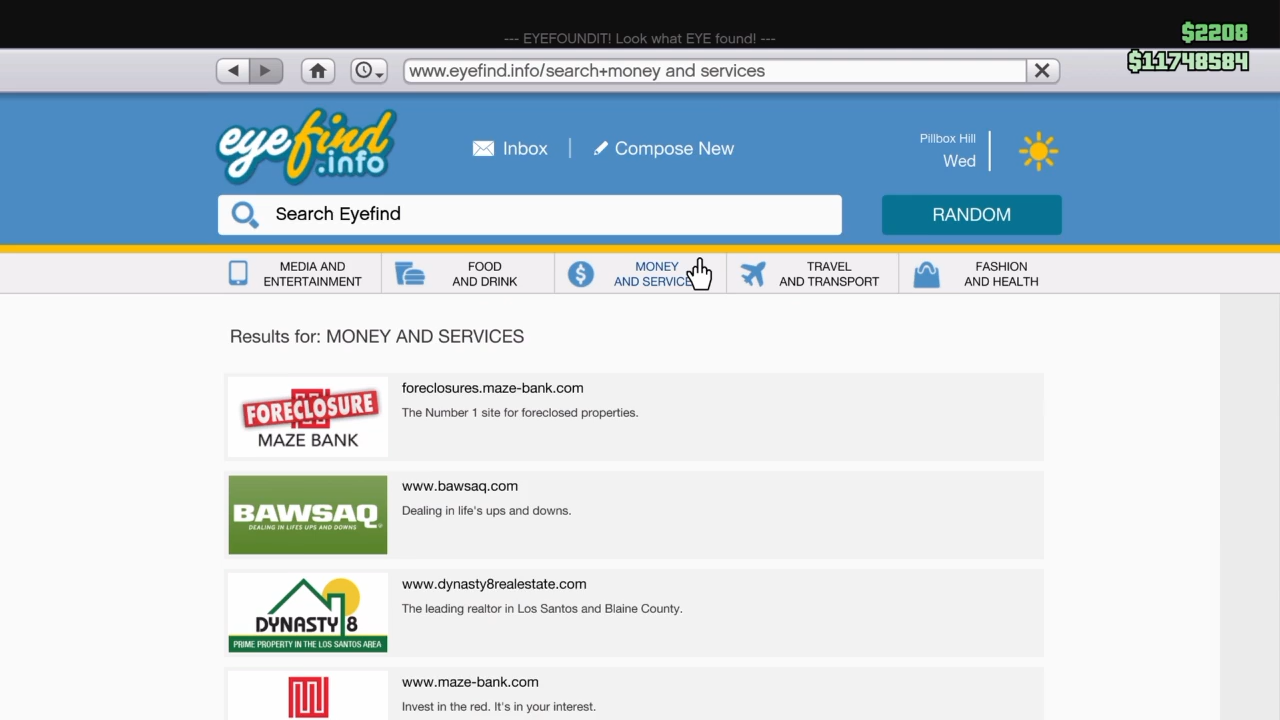 --- EYEFOUNDIT! Look what EYE found! ---
$2208
$11748584
www.eyefind.info/search+money and services
eyefind
.info
Inbox
Compose New
Pillbox Hill
Wed
Search Eyefind
RANDOM
MEDIA AND
ENTERTAINMENT
FOOD
AND DRINK
MONEY
AND SERVIC
TRAVEL
AND TRANSPORT
FASHION
AND HEALTH
Results for: MONEY AND SERVICES
FORECLOSURE
MAZE BANK
foreclosures.maze-bank.com
The Number 1 site for foreclosed properties.
BAWSAQ
DEALING IN LIFES UPS AND DOWNS
www.bawsaq.com
Dealing in life's ups and downs.
DYNASTY 8
PRIME PROPERTY IN THE LOS SANTOS AREA
www.dynasty8realestate.com
The leading realtor in Los Santos and Blaine County.
www.maze-bank.com
Invest in the red. It's in your interest.